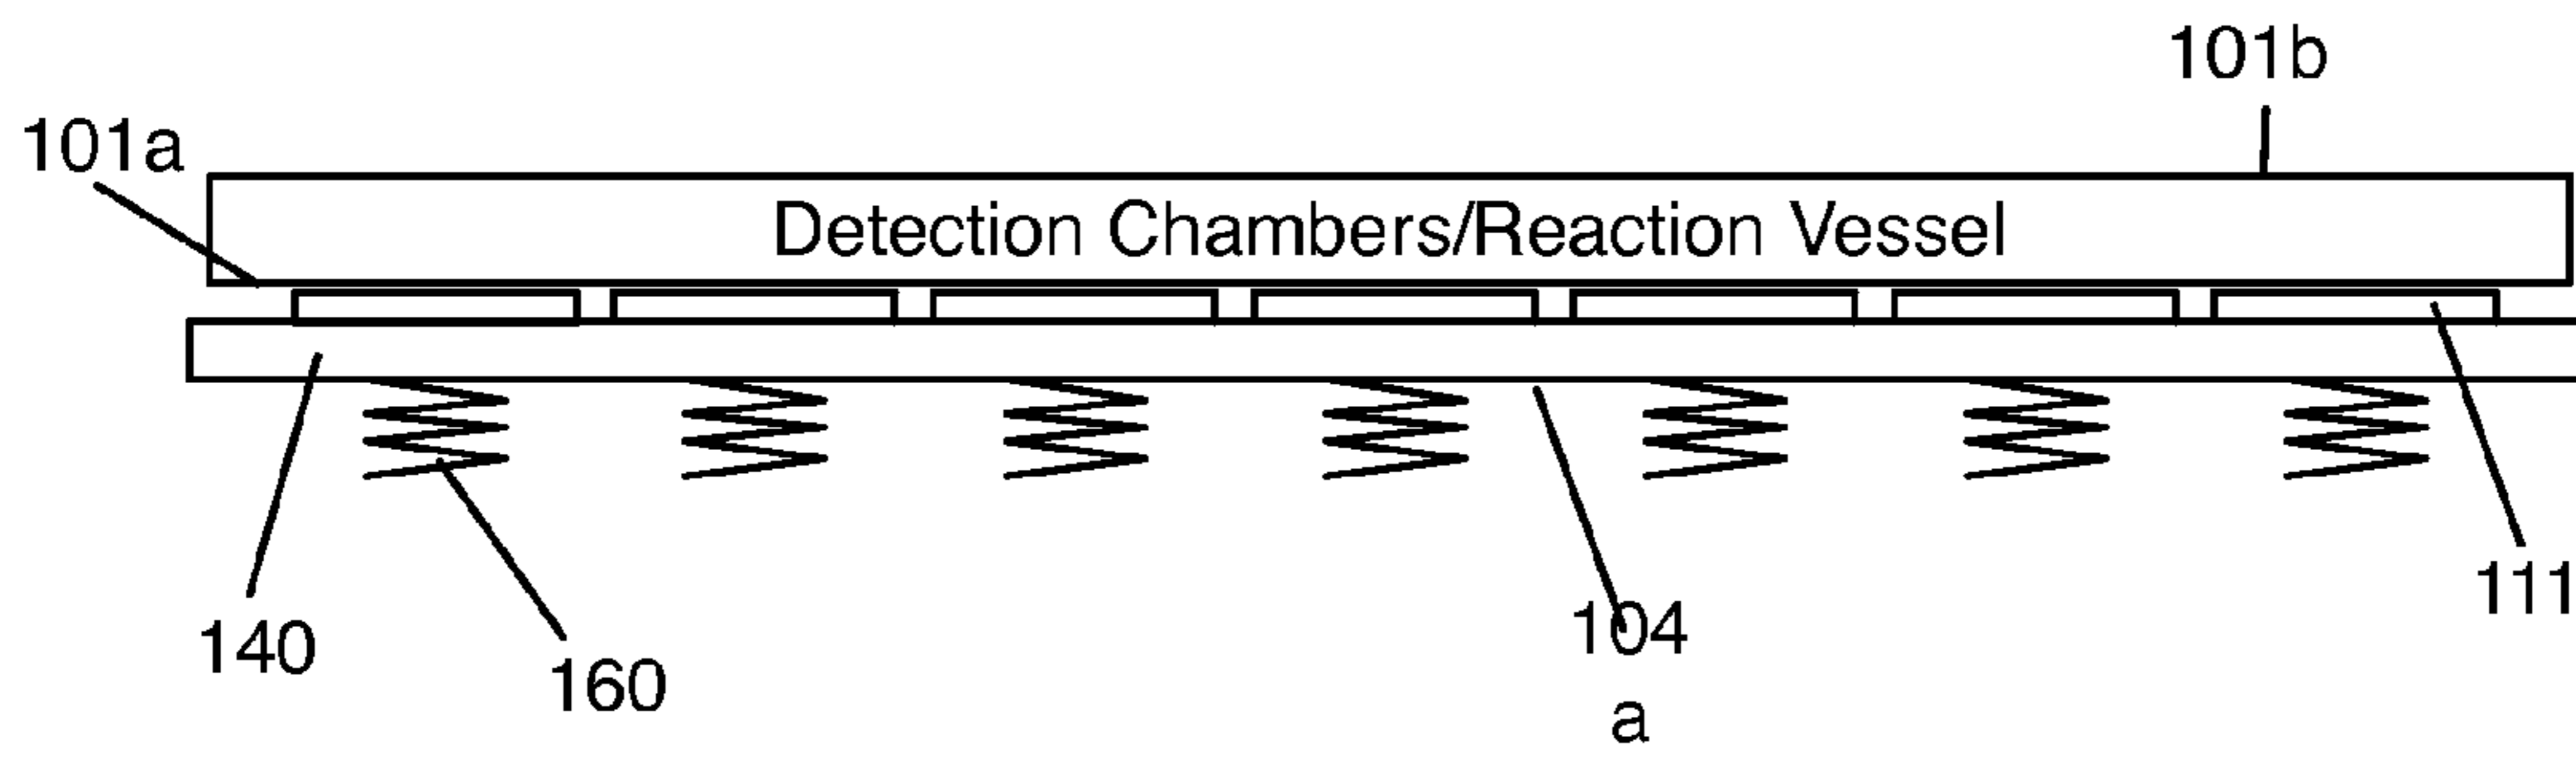 101b
101a
Detection Chambers/Reaction Vessel
111
104
a
140
160